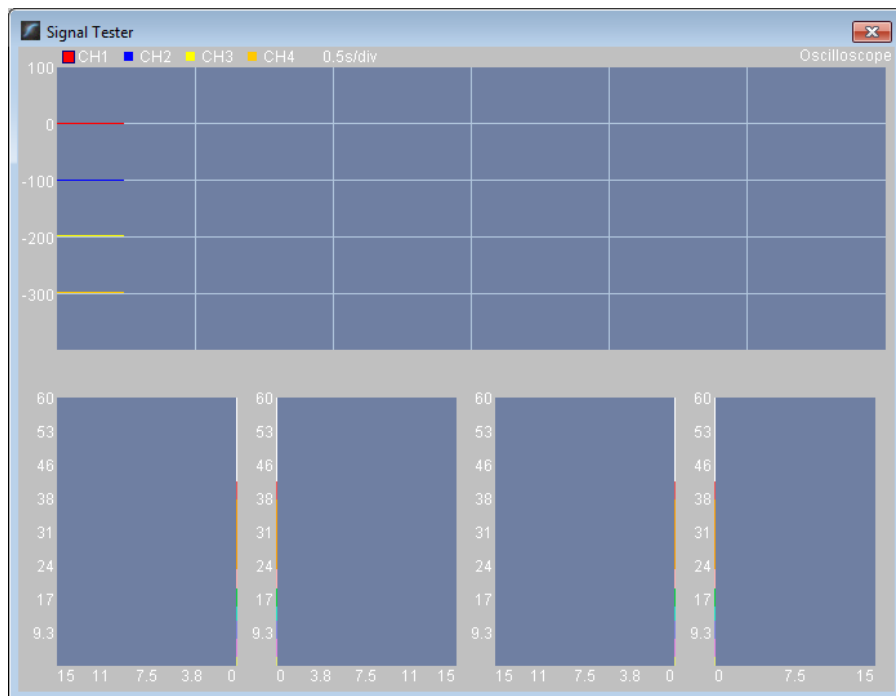 Signal Tester
CH1 CH2 CH3 CH4 0.5s/div Oscilloscope
100
0
-100
-200
-300
60 60 60 60
53 53 53 53
46 46 46 46
38 38 38 38
31 31 31 31
24 24 24 24
17 17 17 17
9.3 9.3 9.3 9.3
15 11 7.5 3.8 0 0 3.8 7.5 11 15 15 11 7.5 3.8 0 0 7.5 15